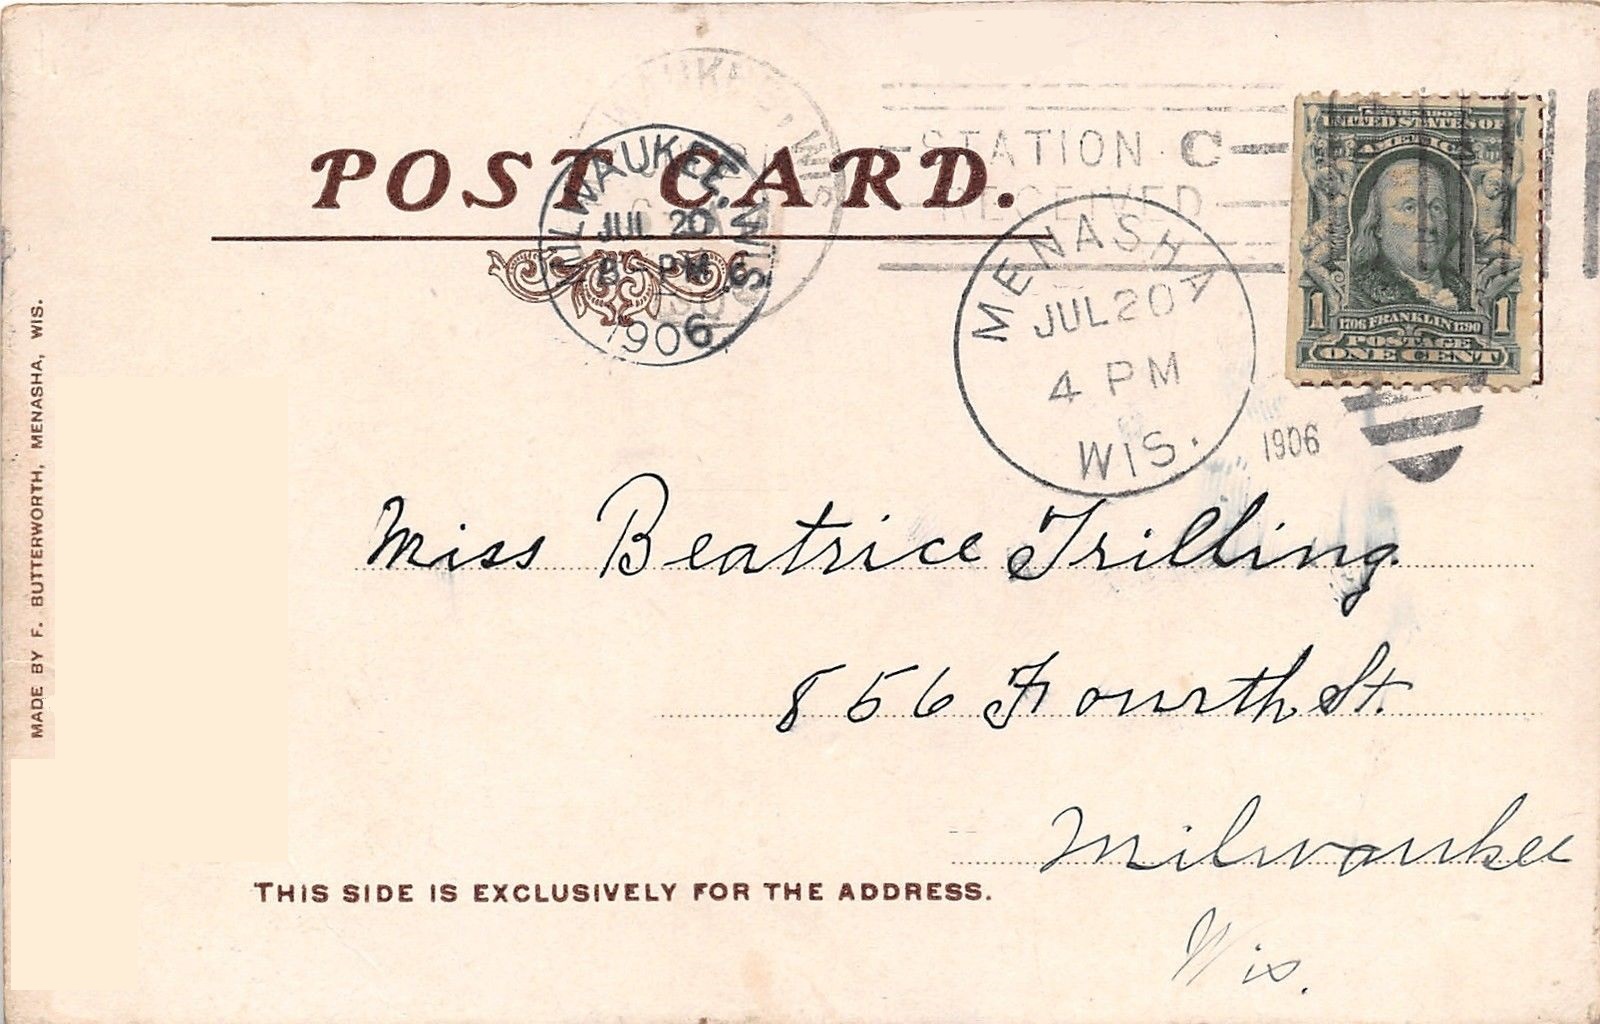 POST CARD.
MILWAUKEE, WIS.
JUL 20
8-PM
1906
STATION C
RECEIVED
MENASHA
JUL 20
4 PM
WIS.
1906
UNITED STATES OF
AMERICA
1 1
1706 FRANKLIN 1790
POSTAGE
ONE CENT
Miss Beatrice Trilling.
856 Fourth St.
Milwaukee
Wis.
THIS SIDE IS EXCLUSIVELY FOR THE ADDRESS.
MADE BY F. BUTTERWORTH, MENASHA, WIS.